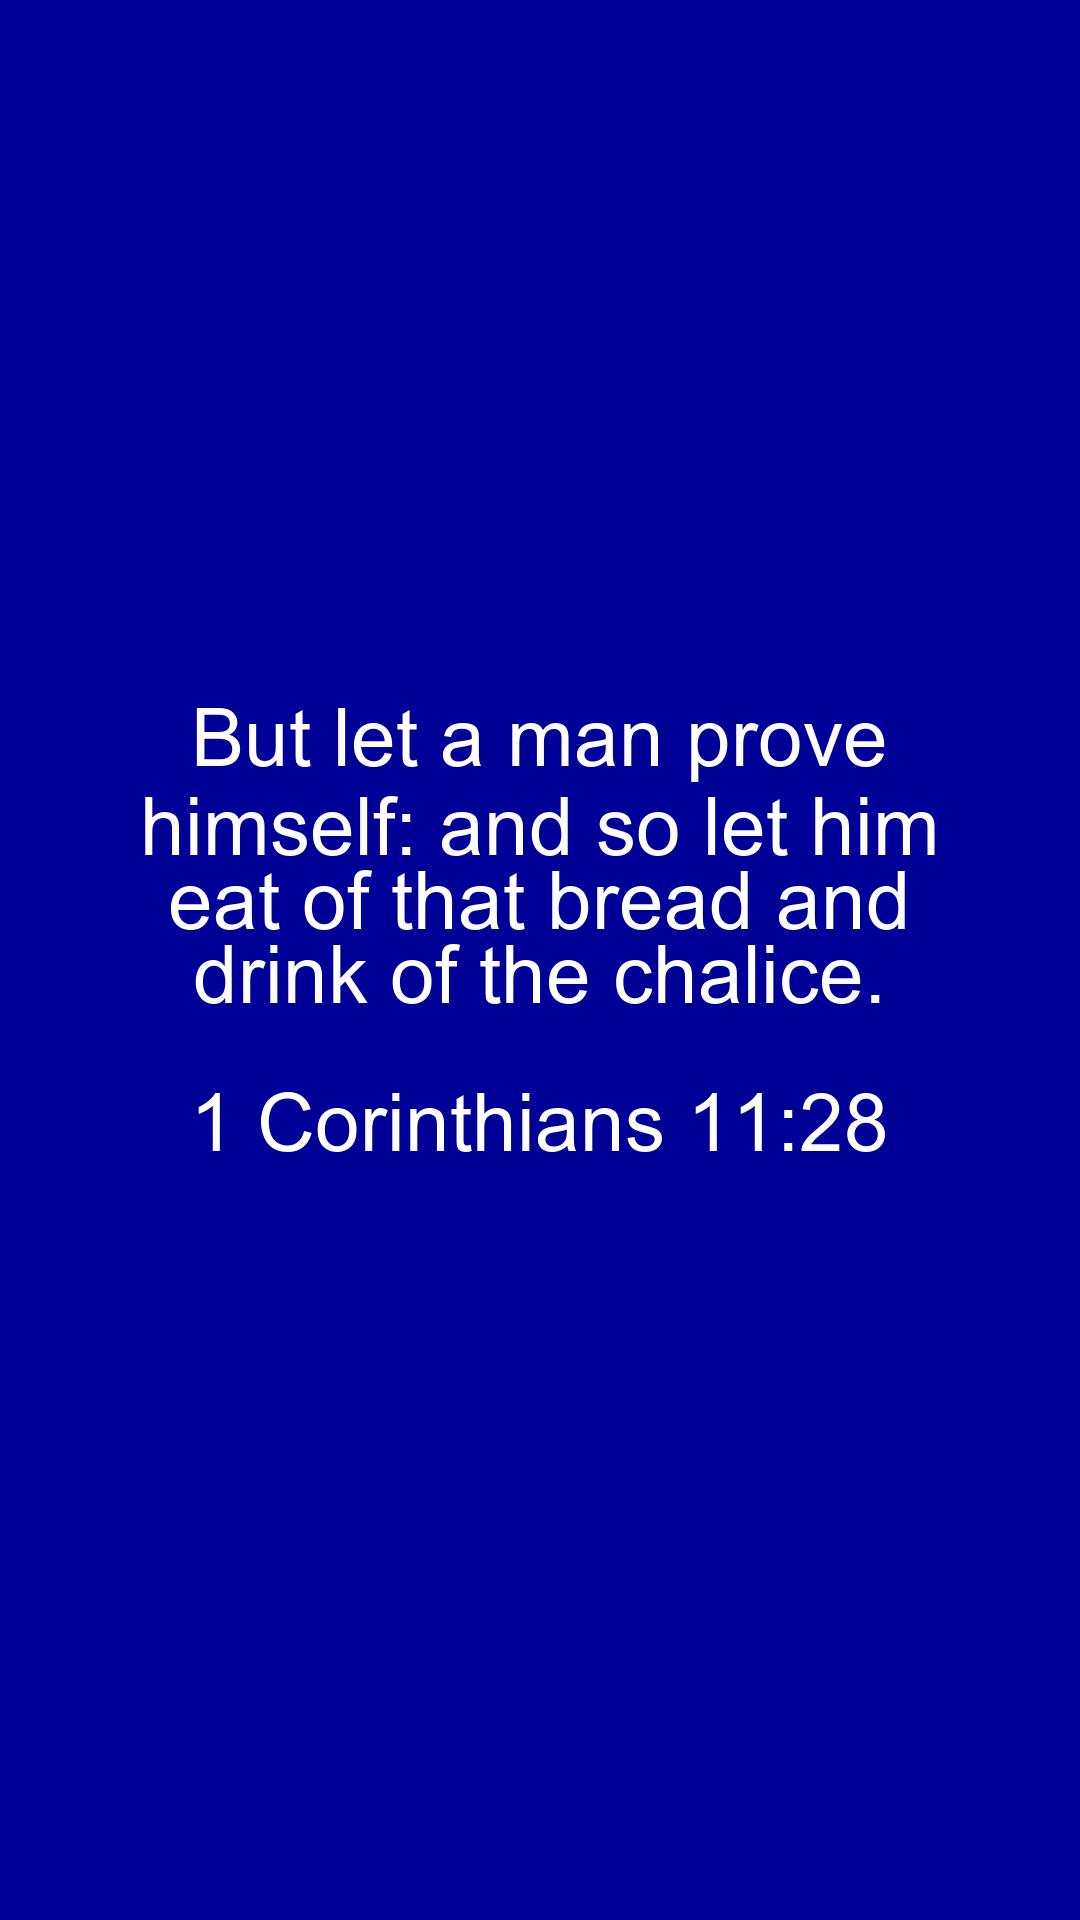 But let a man prove
himself: and so let him
eat of that bread and
drink of the chalice.
1 Corinthians 11:28